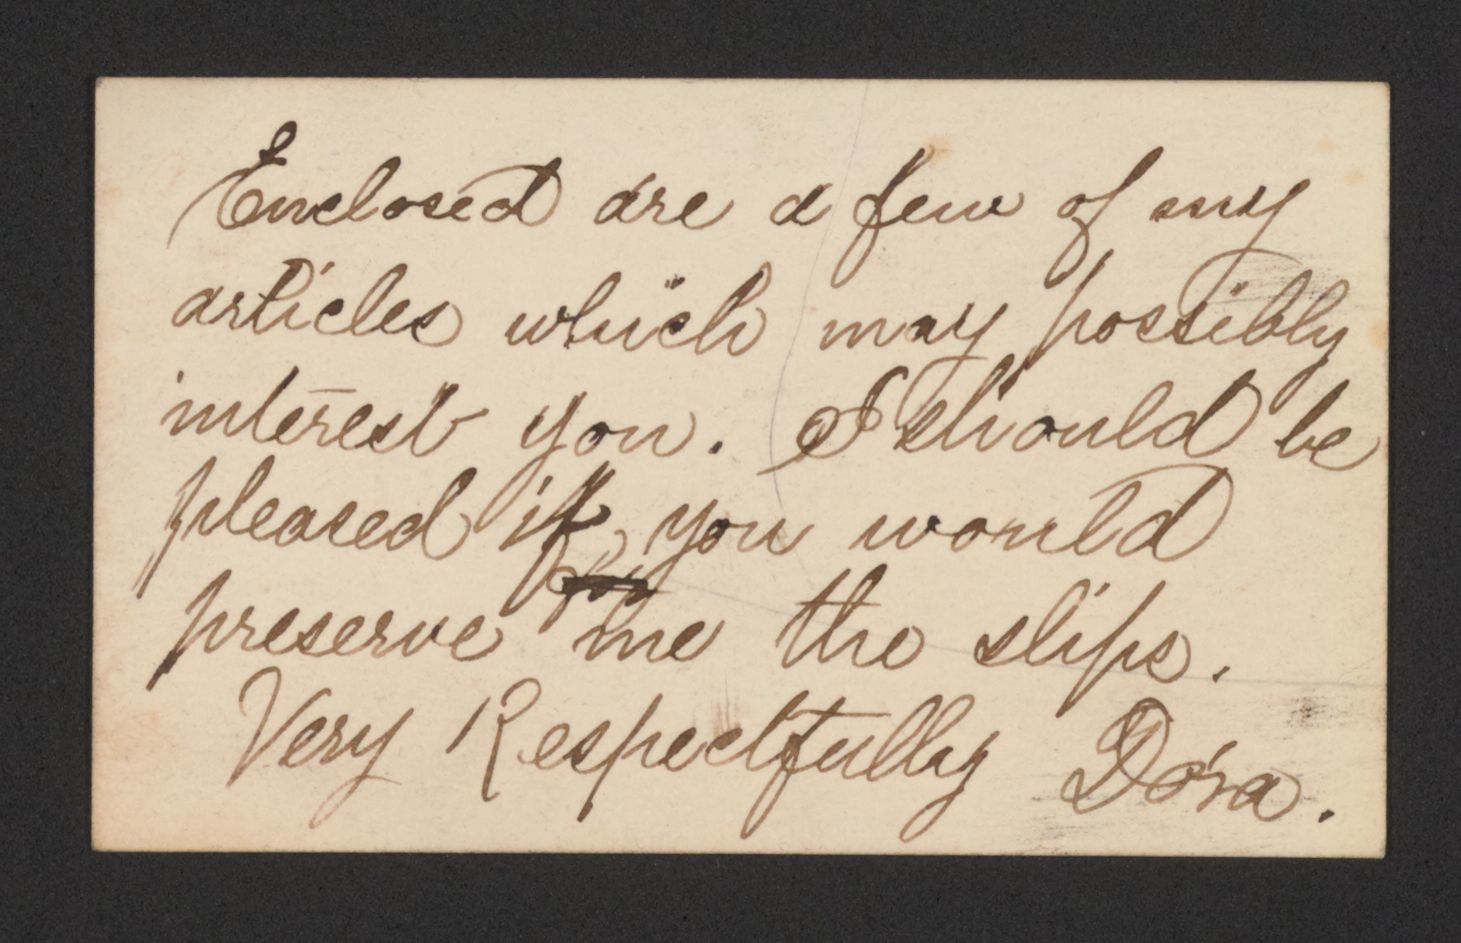 Enclosed are a few of my
articles which may possibly
interest you. I should be
pleased if you would
preserve me the slips.
Very Respectfully Dora.